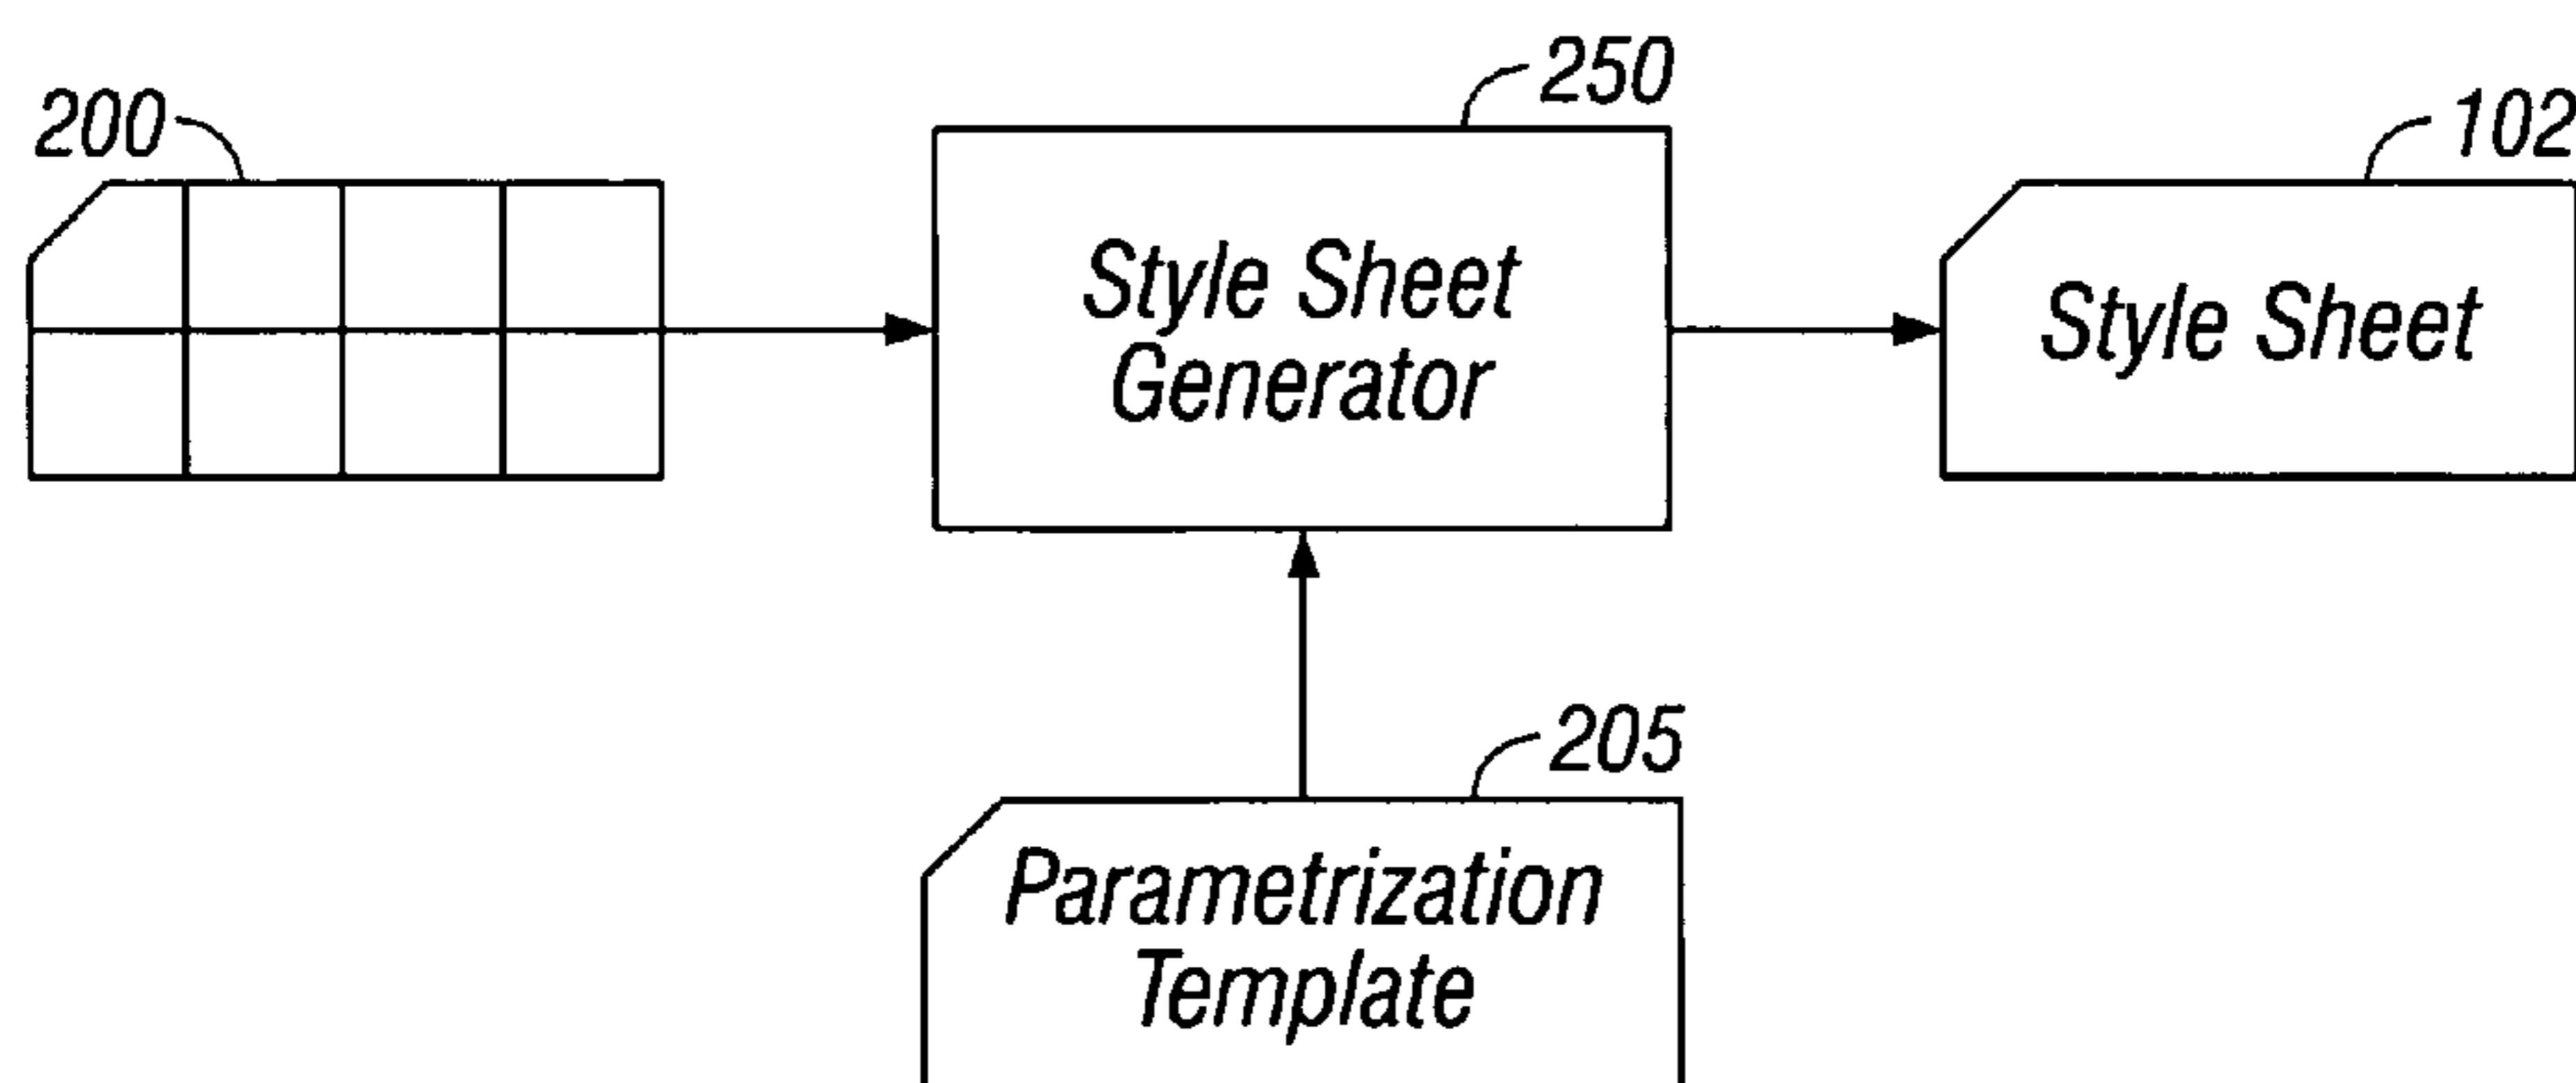 250
200
102
Style Sheet
Generator
Style Sheet
205
Parametrization
Template